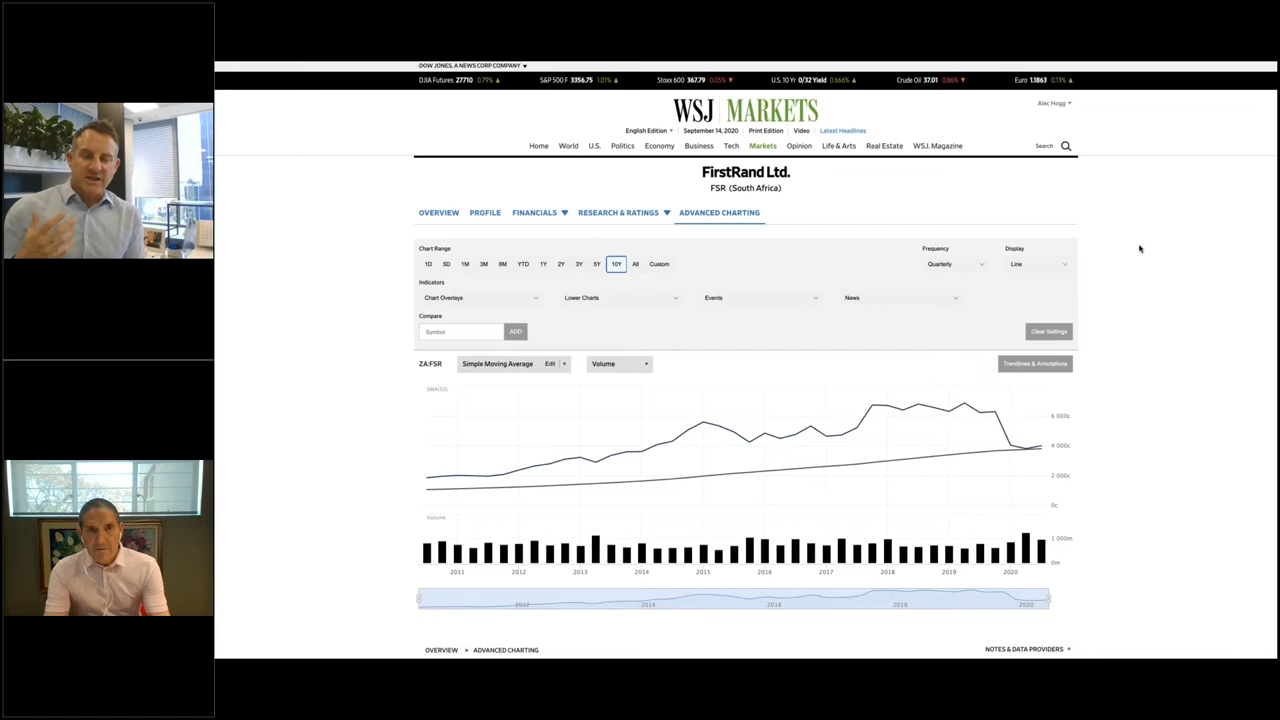 DOW JONES, A NEWS CORP COMPANY
DJIA Futures 27710 0.79% S&P 500 F 3356.75 1.01% Stoxx 600 367.79 0.05% U.S. 10 Yr 0/32 Yield 0.666% Crude Oil 37.01 0.86% Euro 1.1863 0.13%
WSJ MARKETS
Alec Hogg
English Edition September 14, 2020 Print Edition Video Latest Headlines
Home World U.S. Politics Economy Business Tech Markets Opinion Life & Arts Real Estate WSJ. Magazine Search
FirstRand Ltd.
FSR (South Africa)
OVERVIEW PROFILE FINANCIALS RESEARCH & RATINGS ADVANCED CHARTING
Chart Range Frequency Display
1D 5D 1M 3M 6M YTD 1Y 2Y 3Y 5Y 10Y All Custom Quarterly Line
Indicators
Chart Overlays Lower Charts Events News
Compare
Symbol ADD Clear Settings
ZA:FSR Simple Moving Average Edit Volume Trendlines & Annotations
SMA(50)
6 000c
4 000c
2 000c
0c
Volume
1 000m
0m
2011 2012 2013 2014 2015 2016 2017 2018 2019 2020
2012 2014 2016 2018 2020
OVERVIEW ADVANCED CHARTING NOTES & DATA PROVIDERS